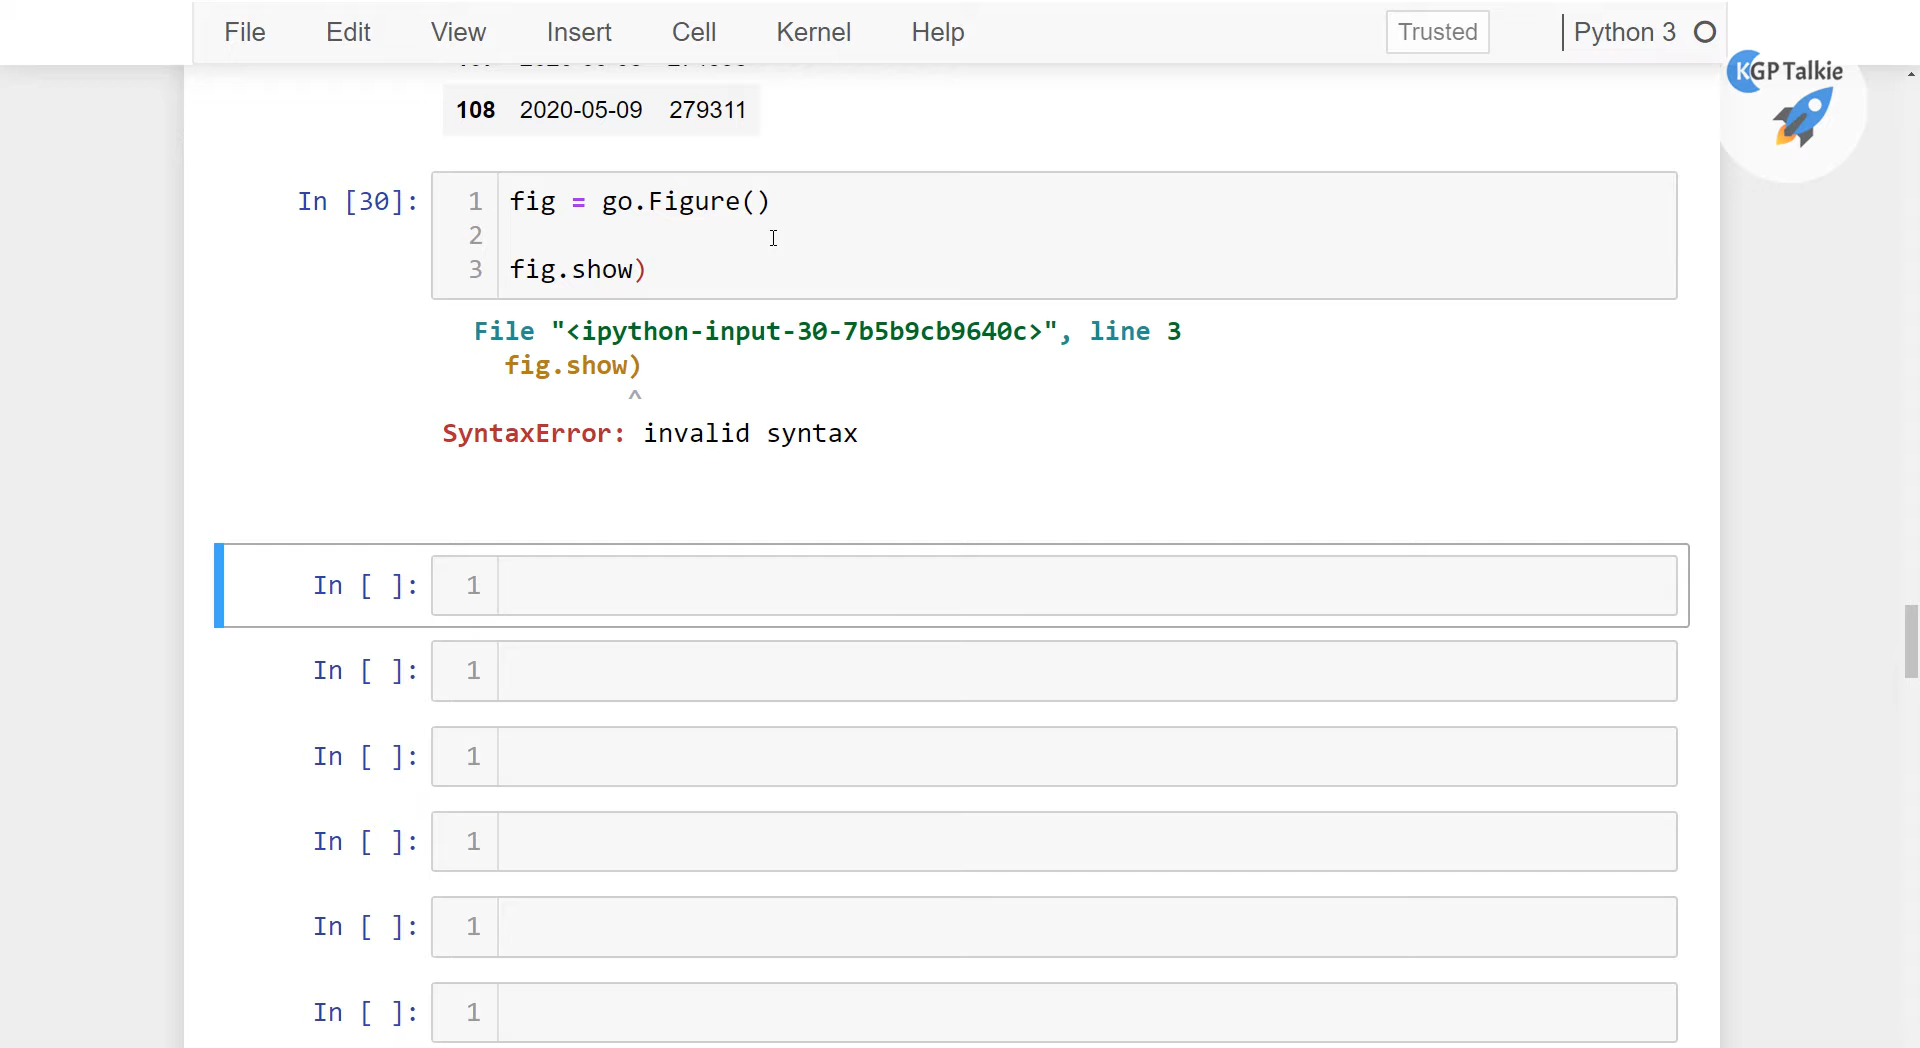 File Edit View Insert Cell Kernel Help Trusted Python 3
KGP Talkie
108 2020-05-09 279311
In [30]:
1 fig = go.Figure()
2
3 fig.show)
File "<ipython-input-30-7b5b9cb9640c>", line 3
fig.show)
^
SyntaxError: invalid syntax
In [ ]: 1
In [ ]: 1
In [ ]: 1
In [ ]: 1
In [ ]: 1
In [ ]: 1